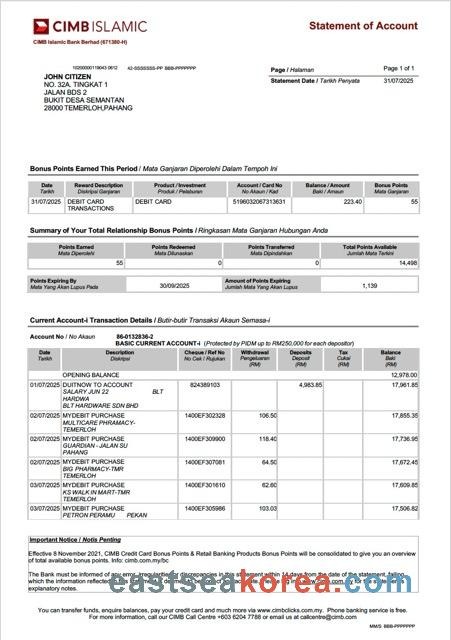 CIMB ISLAMIC
Statement of Account
CIMB Islamic Bank Berhad (671380-H)
10200000119043 0612 42-SSSSSSS-PP BBB-PPPPPPP
JOHN CITIZEN
NO. 32A. TINGKAT 1
JALAN BDS 2
BUKIT DESA SEMANTAN
28000 TEMERLOH,PAHANG
Page / Halaman Page 1 of 1
Statement Date / Tarikh Penyata 31/07/2025
Bonus Points Earned This Period / Mata Ganjaran Diperolehi Dalam Tempoh Ini
Date Reward Description Product / Investment Account / Card No Balance / Amount Bonus Points
Tarikh Diskripsi Ganjaran Produk / Pelaburan No Akaun / Kad Baki / Amaun Mata Ganjaran
31/07/2025 DEBIT CARD DEBIT CARD 5196032067313631 223.40 55
TRANSACTIONS
Summary of Your Total Relationship Bonus Points / Ringkasan Mata Ganjaran Hubungan Anda
Points Earned Points Redeemed Points Transferred Total Points Available
Mata Diperolehi Mata Dilunaskan Mata Dipindahkan Jumlah Mata Terkini
55 0 0 14,498
Points Expiring By 30/09/2025 Amount of Points Expiring 1,139
Mata Yang Akan Lupus Pada Jumlah Mata Yang Akan Lupus
Current Account-i Transaction Details / Butir-butir Transaksi Akaun Semasa-i
Account No / No Akaun 86-0132836-2
BASIC CURRENT ACCOUNT-i (Protected by PIDM up to RM250,000 for each depositor)
Date Description Cheque / Ref No Withdrawal Deposits Tax Balance
Tarikh Diskripsi No Cek / Rujukan Pengeluaran Deposit Cukai Baki
(RM) (RM) (RM) (RM)
OPENING BALANCE 12,978.00
01/07/2025 DUITNOW TO ACCOUNT 824389103 4,983.85 17,961.85
SALARY JUN 22 BLT
HARDWA
BLT HARDWARE SDN BHD
02/07/2025 MYDEBIT PURCHASE 1400EF302328 106.50 17,855.35
MULTICARE PHRAMACY-
TEMERLOH
02/07/2025 MYDEBIT PURCHASE 1400EF309900 118.40 17,736.95
GUARDIAN - JALAN SU
PAHANG
02/07/2025 MYDEBIT PURCHASE 1400EF307081 64.50 17,672.45
BIG PHARMACY-TMR
TEMERLOH
03/07/2025 MYDEBIT PURCHASE 1400EF301610 62.60 17,609.85
KS WALK IN MART-TMR
TEMERLOH
03/07/2025 MYDEBIT PURCHASE 1400EF305986 103.03 17,506.82
PETRON PERAMU PEKAN
Important Notice / Notis Penting
Effective 8 November 2021, CIMB Credit Card Bonus Points & Retail Banking Products Bonus Points will be consolidated to give you an overview
of total available bonus points. Info: cimb.com.my/bc
The Bank must be informed of any error, irregularities or discrepancies in this statement within 14 days from the date of the statement, failing
which the information reflected in this statement
for statement
explanatory notes.
eastseakorea.com
You can transfer funds, enquire balances, pay your credit card and much more via www.cimbclicks.com.my. Phone banking service is free.
For more information, call our CIMB Call Centre +603 6204 7788 or email us at callcentre@cimb.com
MM/S BBB-PPPPPPP